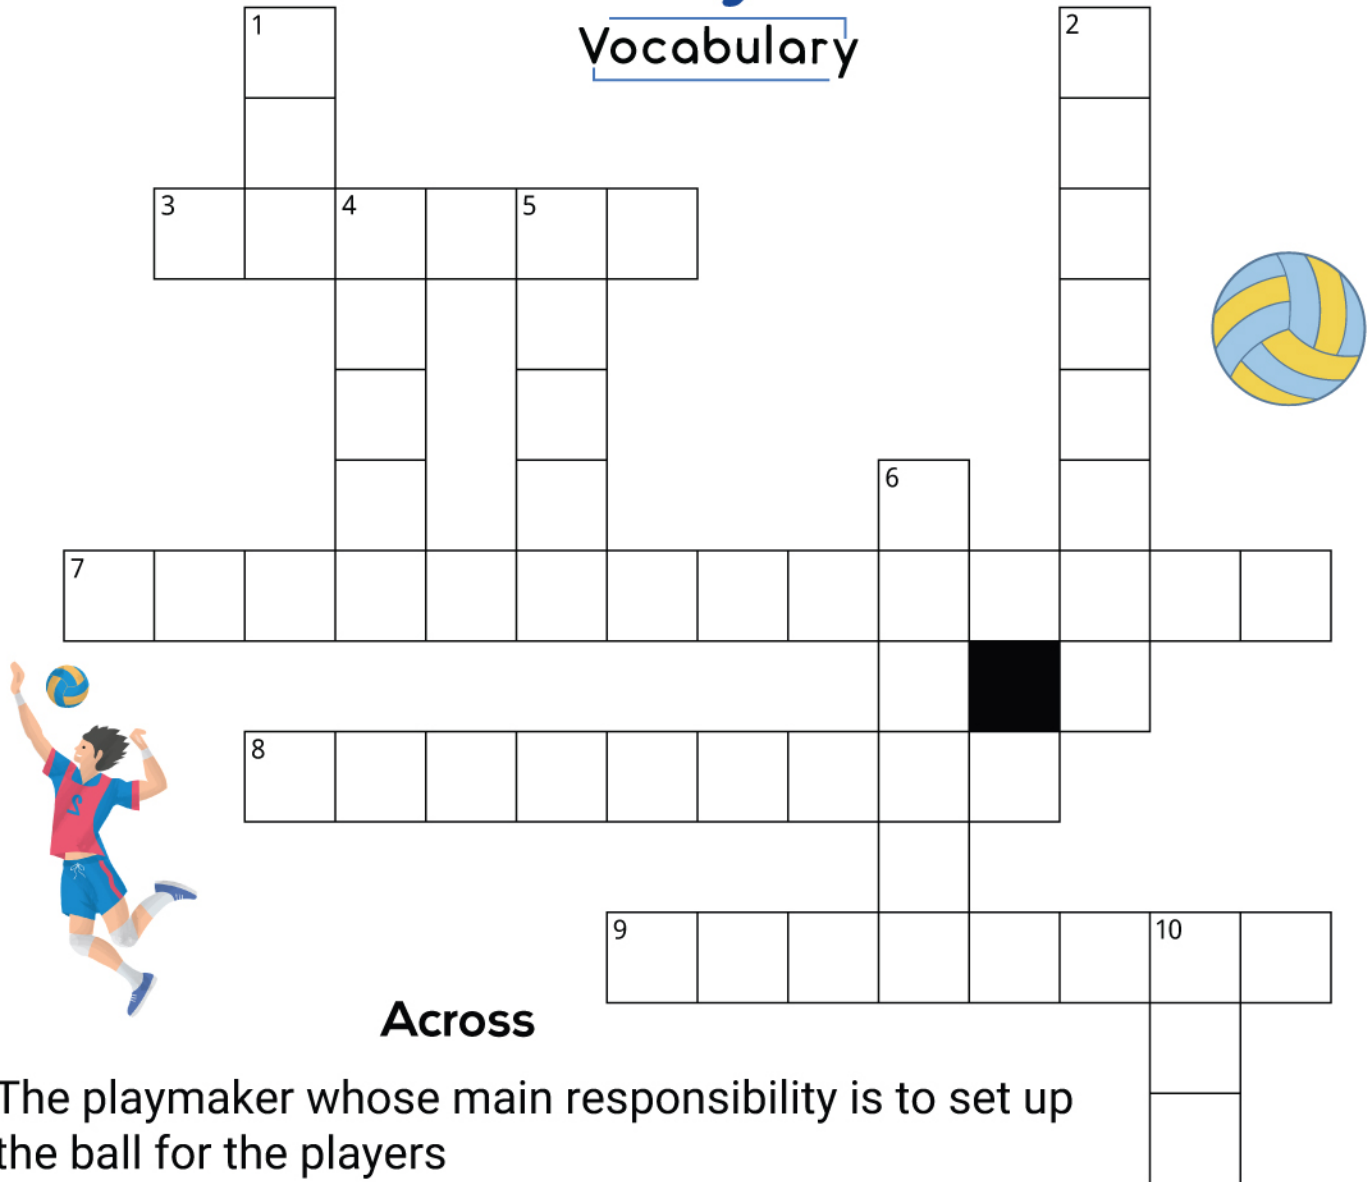 Vocabulary
1
2
3 4 5
6
7
8
9 10
Across
The playmaker whose main responsibility is to set up
the ball for the players